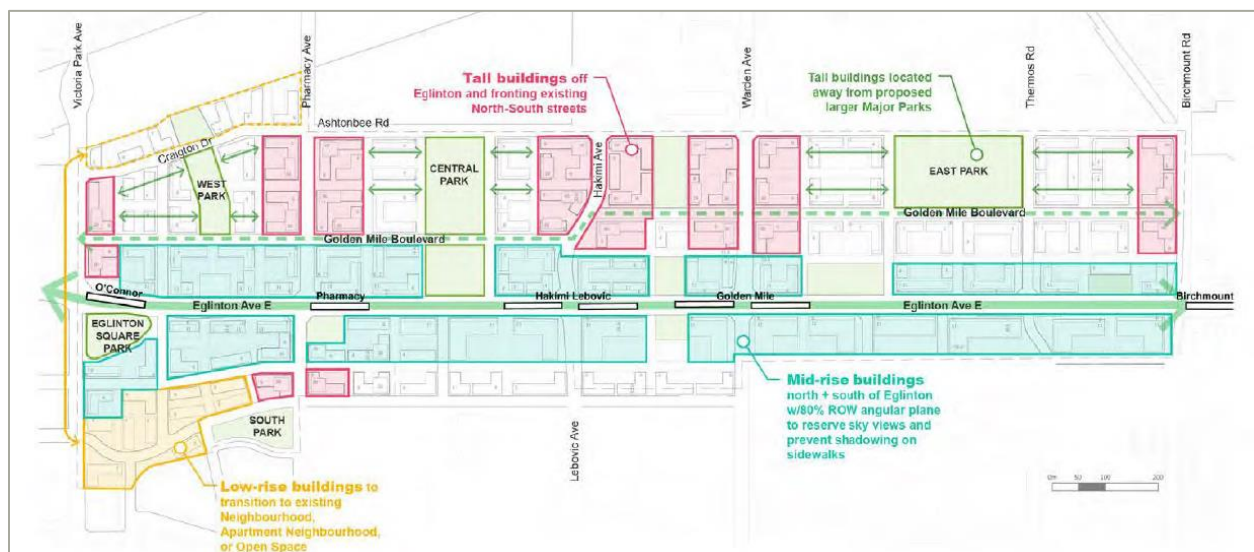 Victoria Park Ave
Pharmacy Ave
Warden Ave
Thermos Rd
Birchmount Rd
Tall buildings off
Eglinton and fronting existing
North-South streets
Tall buildings located
away from proposed
larger Major Parks
Ashtonbee Rd
Craigton Dr
Hakimi Ave
WEST
PARK
CENTRAL
PARK
EAST PARK
Golden Mile Boulevard
Golden Mile Boulevard
O'Connor
Pharmacy
Hakimi Lebovic
Golden Mile
Birchmount
Eglinton Ave E
Eglinton Ave E
EGLINTON
SQUARE
PARK
SOUTH
PARK
Lebovic Ave
Mid-rise buildings
north + south of Eglinton
w/80% ROW angular plane
to reserve sky views and
prevent shadowing on
sidewalks
Low-rise buildings to
transition to existing
Neighbourhood,
Apartment Neighbourhood,
or Open Space
0m 50 100 200